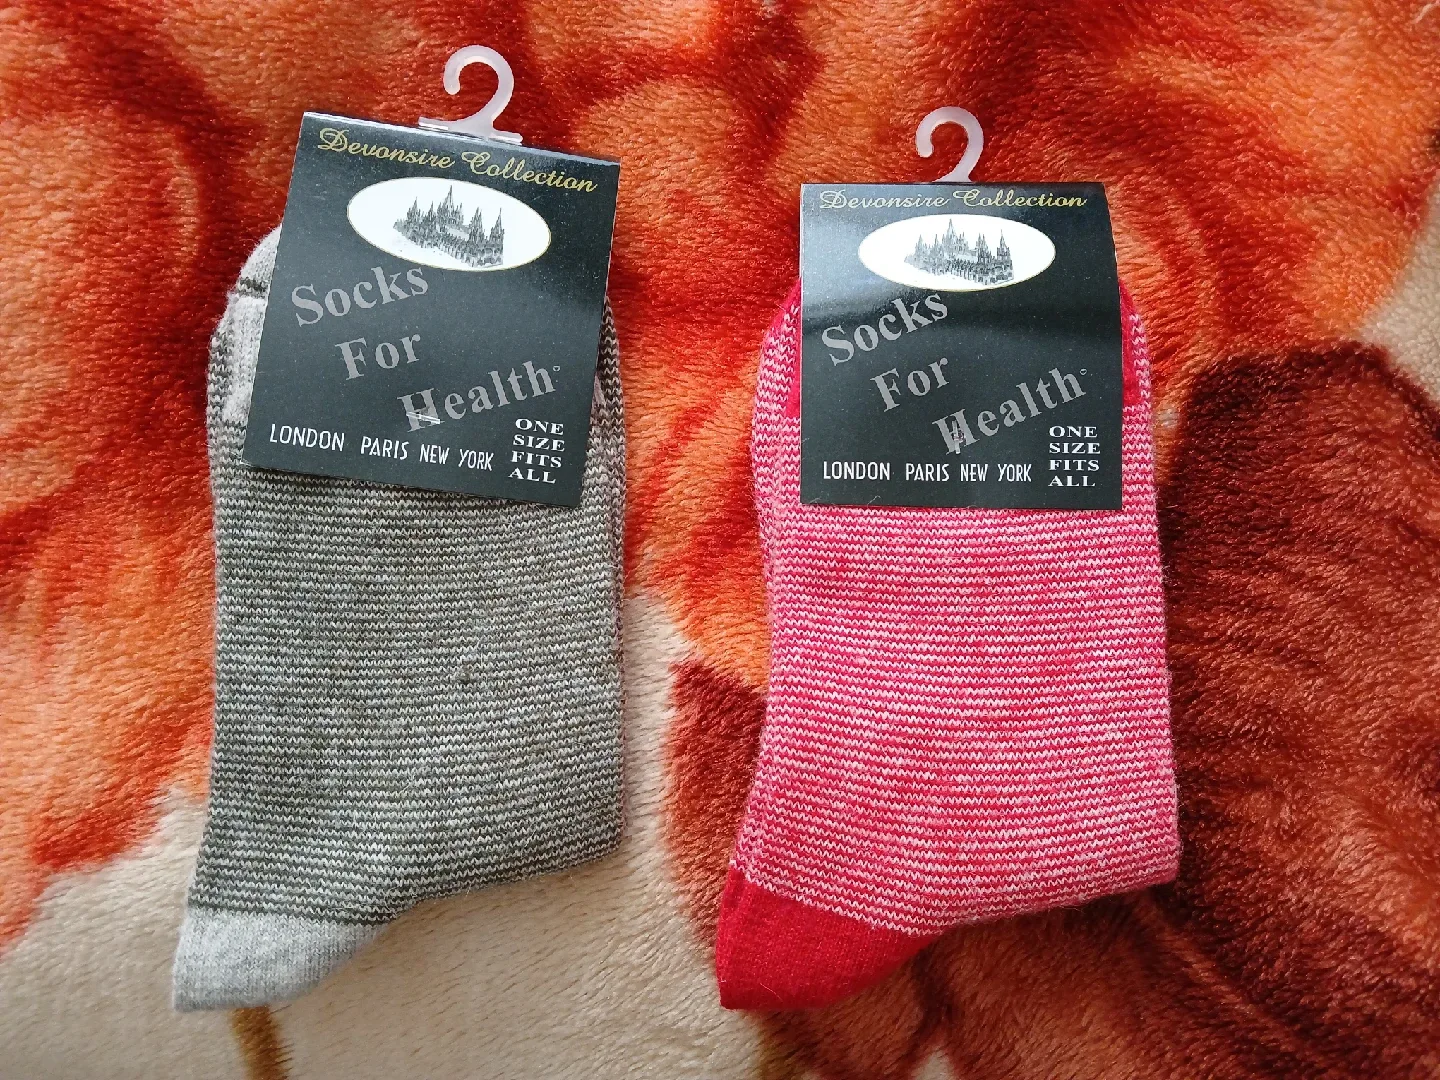 Devonsire Collection
Socks
For
Health°
LONDON PARIS NEW YORK
ONE
SIZE
FITS
ALL
Devonsire Collection
Socks
For
Health°
LONDON PARIS NEW YORK
ONE
SIZE
FITS
ALL